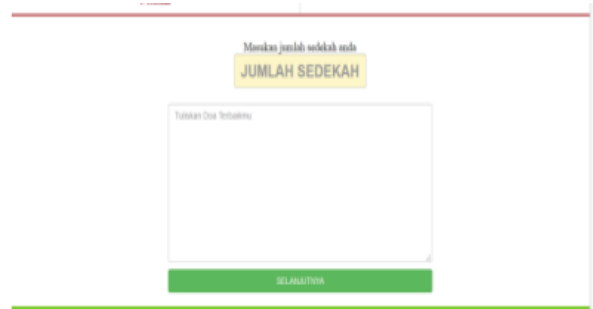 Masukan jumlah sedekah anda
JUMLAH SEDEKAH
Tuliskan Doa Terbaikmu
SELANJUTNYA